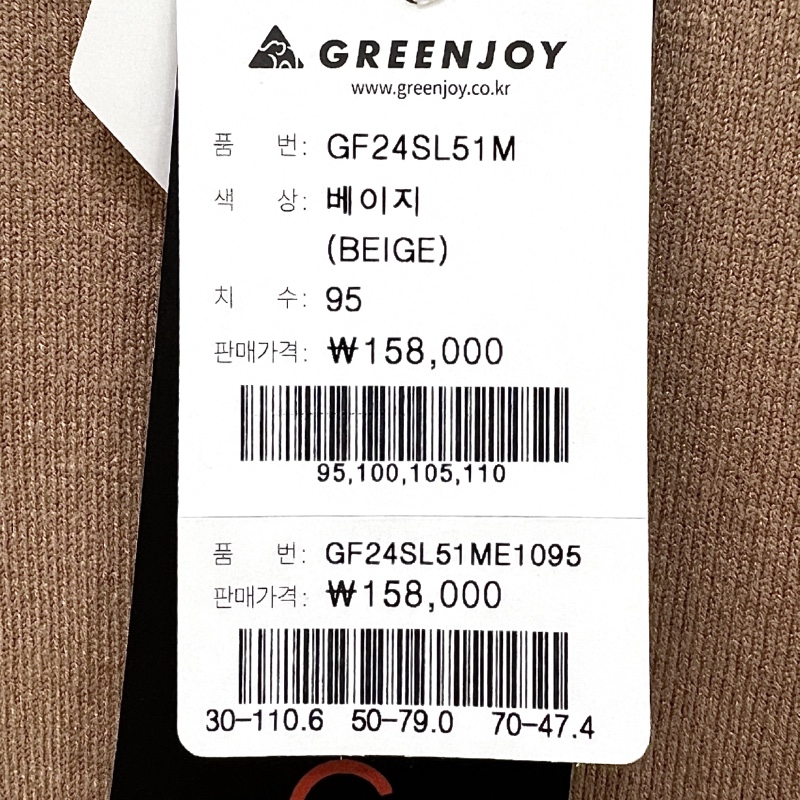 GREENJOY
www.greenjoy.co.kr
품 번: GF24SL51M
색 상: 베이지
(BEIGE)
치 수: 95
판매가격: ₩158,000
95,100,105,110
품 번: GF24SL51ME1095
판매가격: ₩158,000
30-110.6 50-79.0 70-47.4